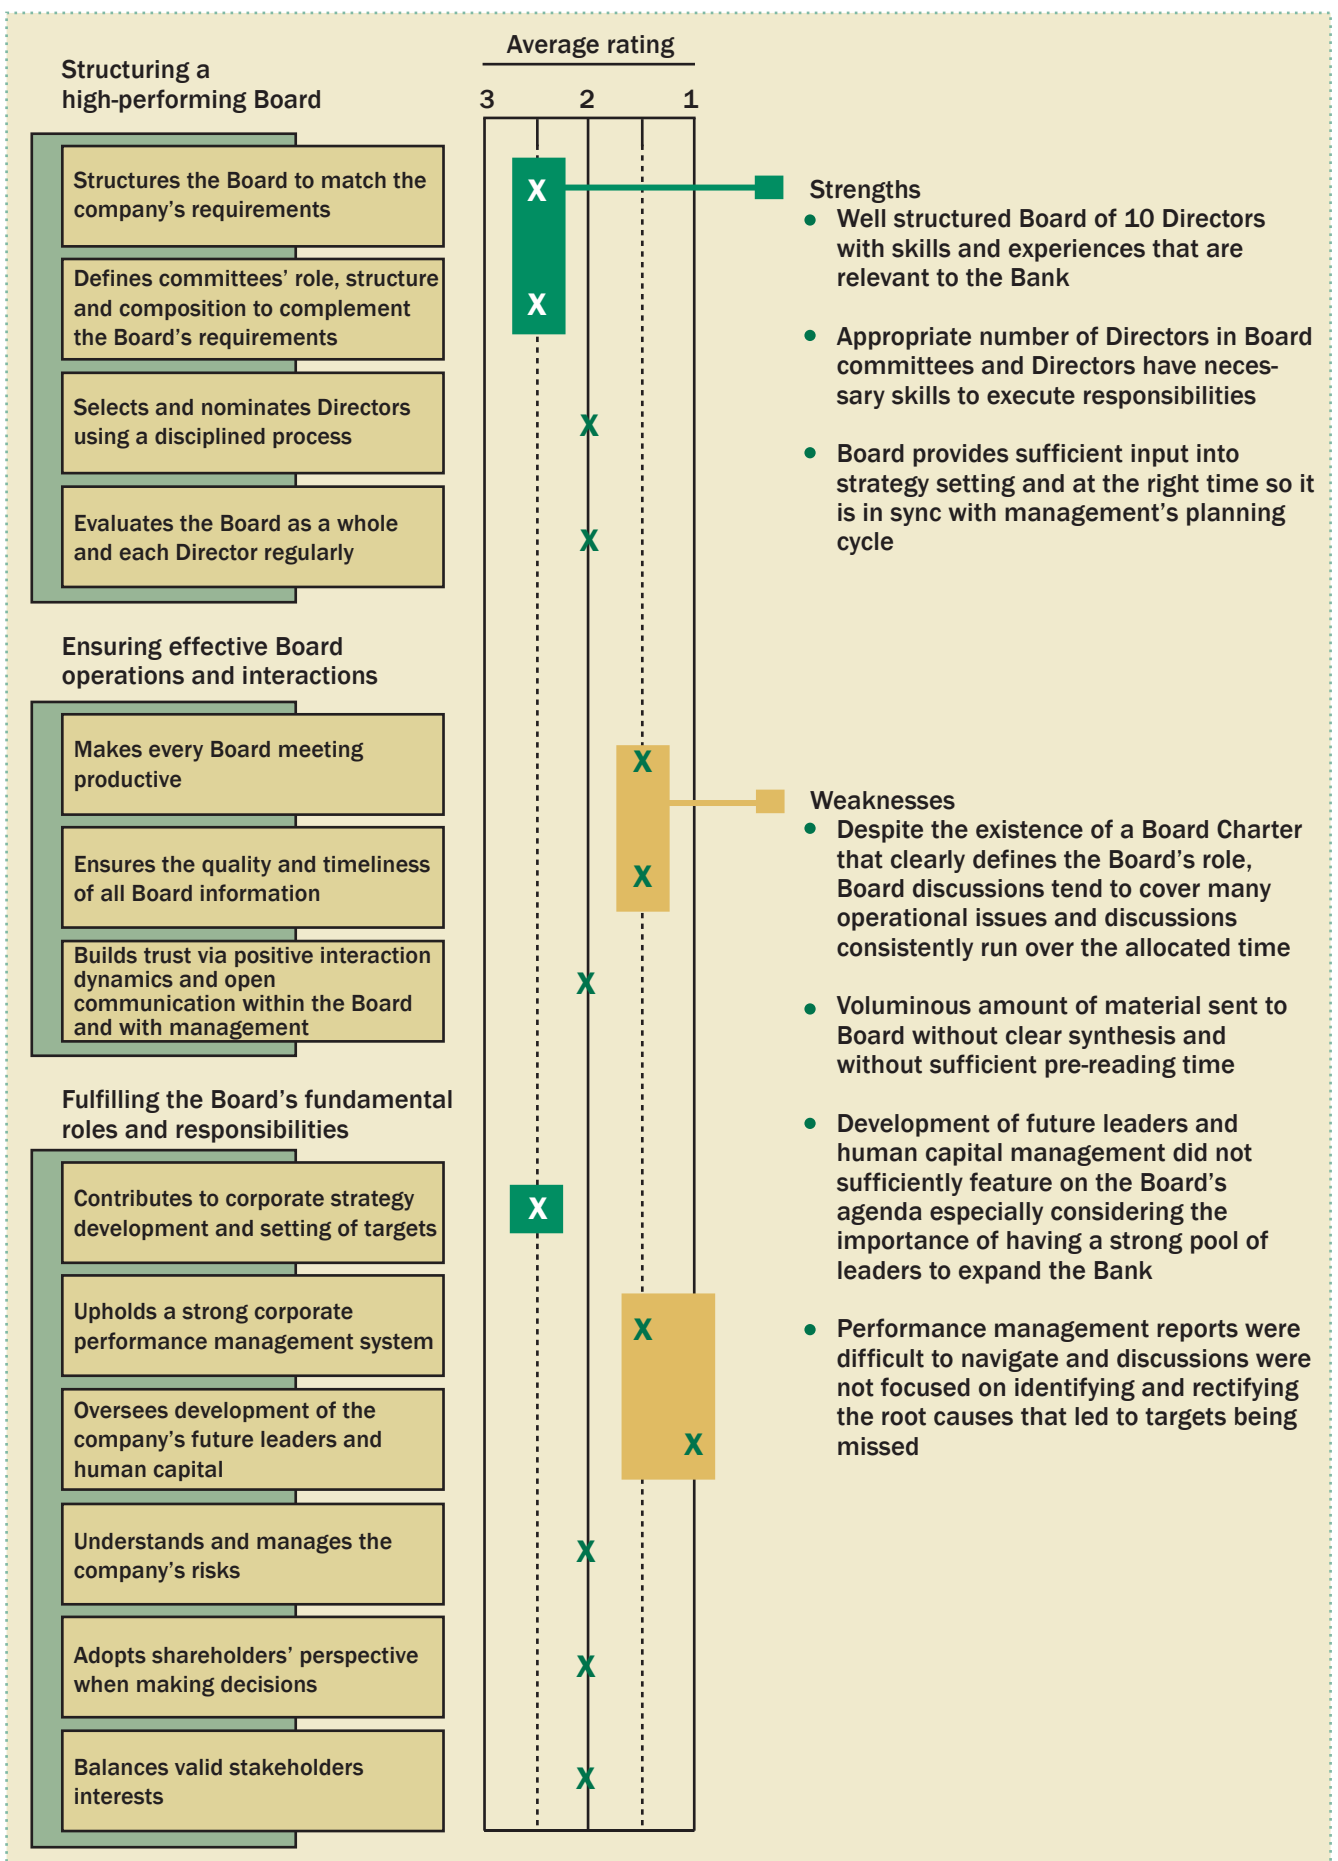 Average rating
3 2 1
Structuring a
high-performing Board
Structures the Board to match the
company's requirements
X
Defines committees' role, structure
and composition to complement
the Board's requirements
X
Selects and nominates Directors
using a disciplined process
X
Evaluates the Board as a whole
and each Director regularly
X
Strengths
• Well structured Board of 10 Directors
with skills and experiences that are
relevant to the Bank
• Appropriate number of Directors in Board
committees and Directors have neces-
sary skills to execute responsibilities
• Board provides sufficient input into
strategy setting and at the right time so it
is in sync with management's planning
cycle
Ensuring effective Board
operations and interactions
Makes every Board meeting
productive
X
Ensures the quality and timeliness
of all Board information
X
Builds trust via positive interaction
dynamics and open
communication within the Board
and with management
X
Fulfilling the Board's fundamental
roles and responsibilities
Contributes to corporate strategy
development and setting of targets
X
Upholds a strong corporate
performance management system
X
Oversees development of the
company's future leaders and
human capital
X
Understands and manages the
company's risks
X
Adopts shareholders' perspective
when making decisions
X
Balances valid stakeholders
interests
X
Weaknesses
• Despite the existence of a Board Charter
that clearly defines the Board's role,
Board discussions tend to cover many
operational issues and discussions
consistently run over the allocated time
• Voluminous amount of material sent to
Board without clear synthesis and
without sufficient pre-reading time
• Development of future leaders and
human capital management did not
sufficiently feature on the Board's
agenda especially considering the
importance of having a strong pool of
leaders to expand the Bank
• Performance management reports were
difficult to navigate and discussions were
not focused on identifying and rectifying
the root causes that led to targets being
missed